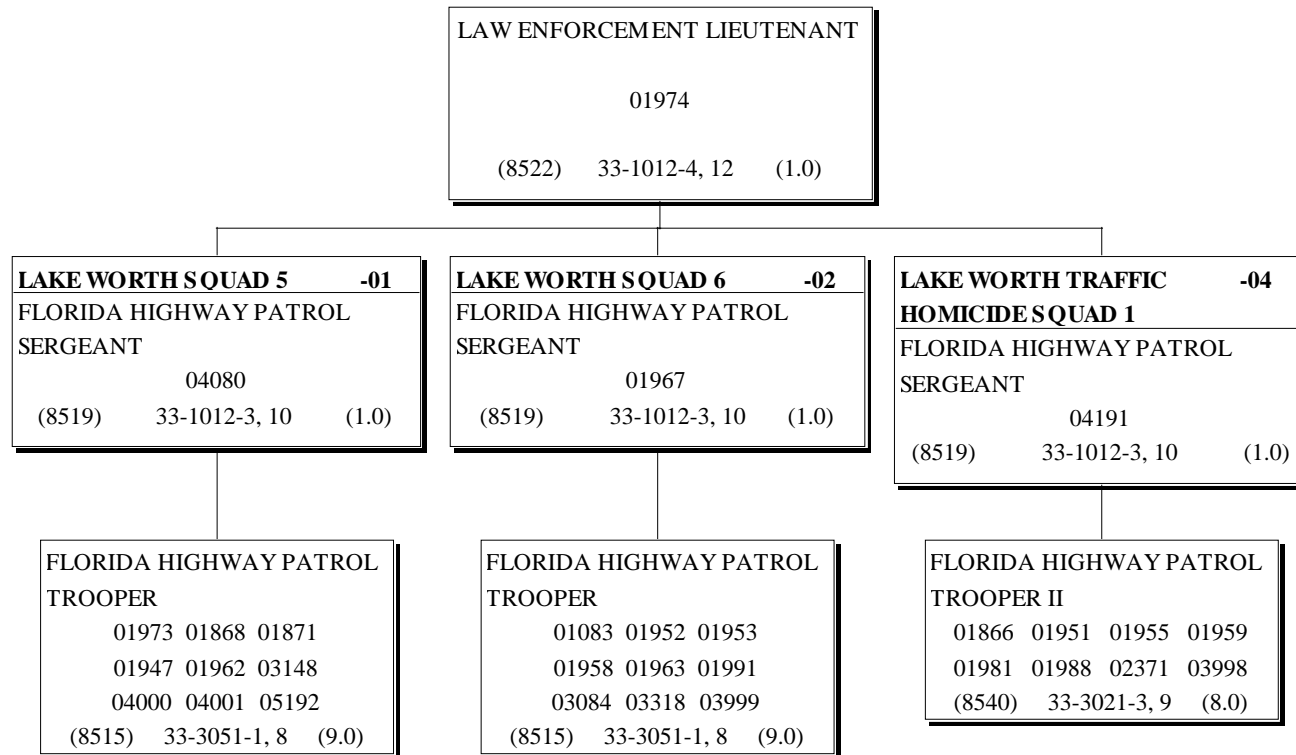 LAW ENFORCEMENT LIEUTENANT
01974
(8522) 33-1012-4, 12 (1.0)
LAKE WORTH SQUAD 5 -01
FLORIDA HIGHWAY PATROL
SERGEANT
04080
(8519) 33-1012-3, 10 (1.0)
LAKE WORTH SQUAD 6 -02
FLORIDA HIGHWAY PATROL
SERGEANT
01967
(8519) 33-1012-3, 10 (1.0)
LAKE WORTH TRAFFIC -04
HOMICIDE SQUAD 1
FLORIDA HIGHWAY PATROL
SERGEANT
04191
(8519) 33-1012-3, 10 (1.0)
FLORIDA HIGHWAY PATROL
TROOPER
01973 01868 01871
01947 01962 03148
04000 04001 05192
(8515) 33-3051-1, 8 (9.0)
FLORIDA HIGHWAY PATROL
TROOPER
01083 01952 01953
01958 01963 01991
03084 03318 03999
(8515) 33-3051-1, 8 (9.0)
FLORIDA HIGHWAY PATROL
TROOPER II
01866 01951 01955 01959
01981 01988 02371 03998
(8540) 33-3021-3, 9 (8.0)